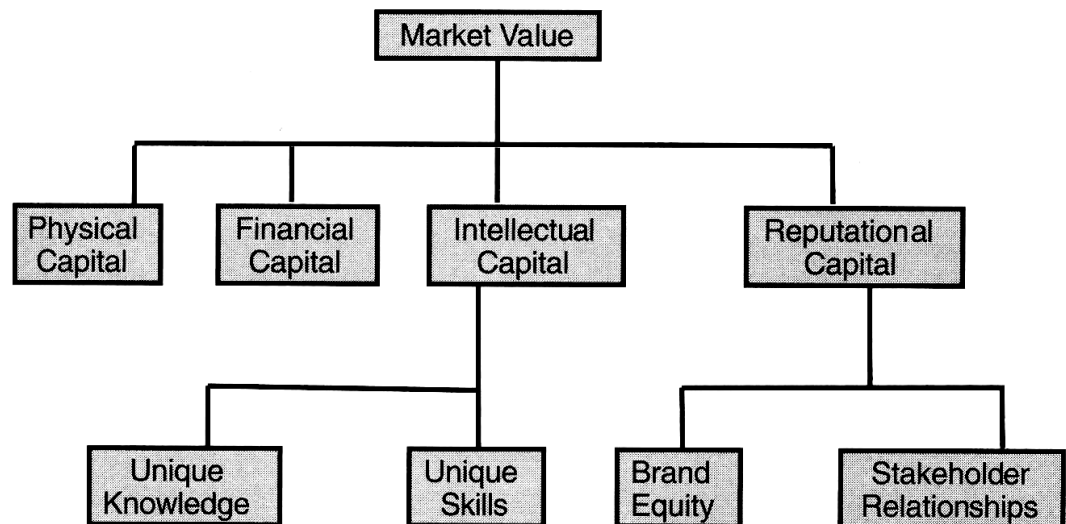 Market Value
Physical
Capital
Financial
Capital
Intellectual
Capital
Reputational
Capital
Unique
Knowledge
Unique
Skills
Brand
Equity
Stakeholder
Relationships